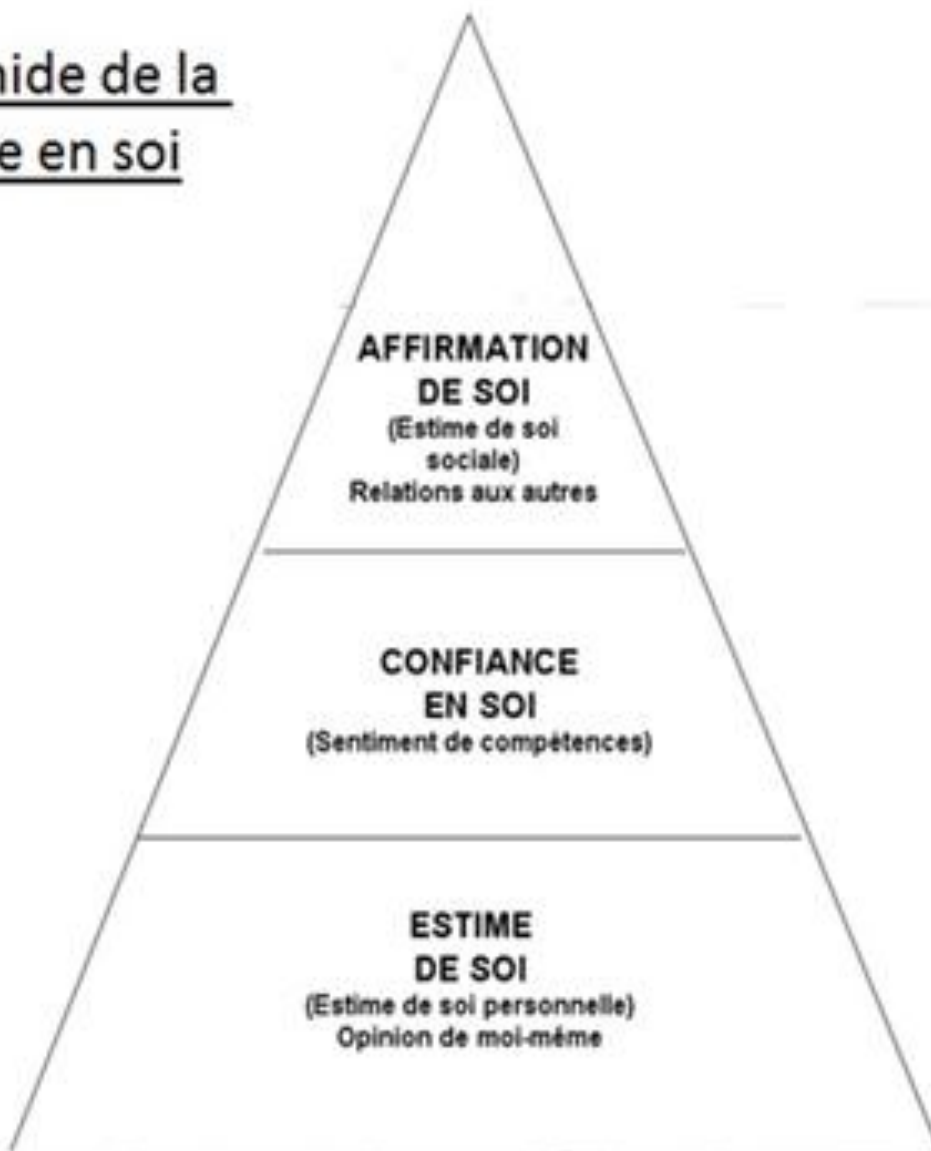 nide de la
e en soi
AFFIRMATION
DE SOI
(Estime de soi
sociale)
Relations aux autres
CONFIANCE
EN SOI
(Sentiment de compétences)
ESTIME
DE SOI
(Estime de soi personnelle)
Opinion de moi-même